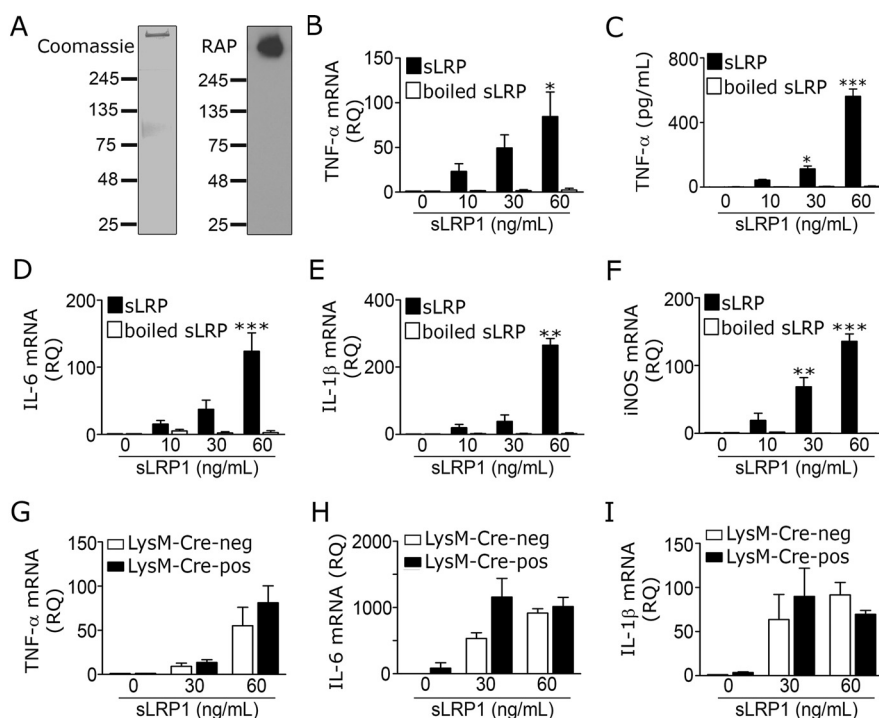 A
Coomassie
245
135
75
48
25
RAP
245
135
75
48
25
B
TNF-α mRNA
(RQ)
150
100
50
0
sLRP
boiled sLRP
*
0 10 30 60
sLRP1 (ng/mL)
C
TNF-α (pg/mL)
800
400
0
sLRP
boiled sLRP
*
***
0 10 30 60
sLRP1 (ng/mL)
D
IL-6 mRNA
(RQ)
200
100
0
sLRP
boiled sLRP
***
0 10 30 60
sLRP1 (ng/mL)
E
IL-1β mRNA
(RQ)
400
200
0
sLRP
boiled sLRP
**
0 10 30 60
sLRP1 (ng/mL)
F
iNOS mRNA
(RQ)
200
100
0
sLRP
boiled sLRP
**
***
0 10 30 60
sLRP1 (ng/mL)
G
TNF-α mRNA
(RQ)
150
100
50
0
LysM-Cre-neg
LysM-Cre-pos
0 30 60
sLRP1 (ng/mL)
H
IL-6 mRNA (RQ)
2000
1000
0
LysM-Cre-neg
LysM-Cre-pos
0 30 60
sLRP1 (ng/mL)
I
IL-1β mRNA
(RQ)
150
100
50
0
LysM-Cre-neg
LysM-Cre-pos
0 30 60
sLRP1 (ng/mL)